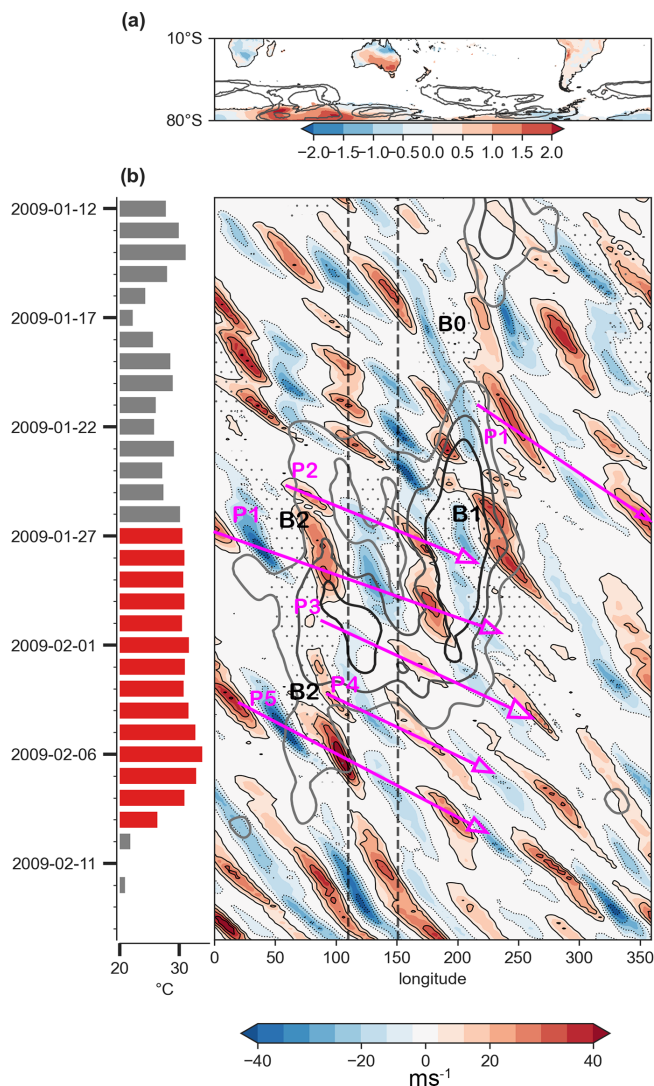 (a)
10°S
80°S
−2.0 −1.5 −1.0 −0.5 0.0 0.5 1.0 1.5 2.0
(b)
2009-01-12
2009-01-17
2009-01-22
2009-01-27
2009-02-01
2009-02-06
2009-02-11
B0
P1
P2
B2
B1
P1
P3
B2
P4
P5
20 30
°C
0 50 100 150 200 250 300 350
longitude
−40 −20 0 20 40
ms⁻¹